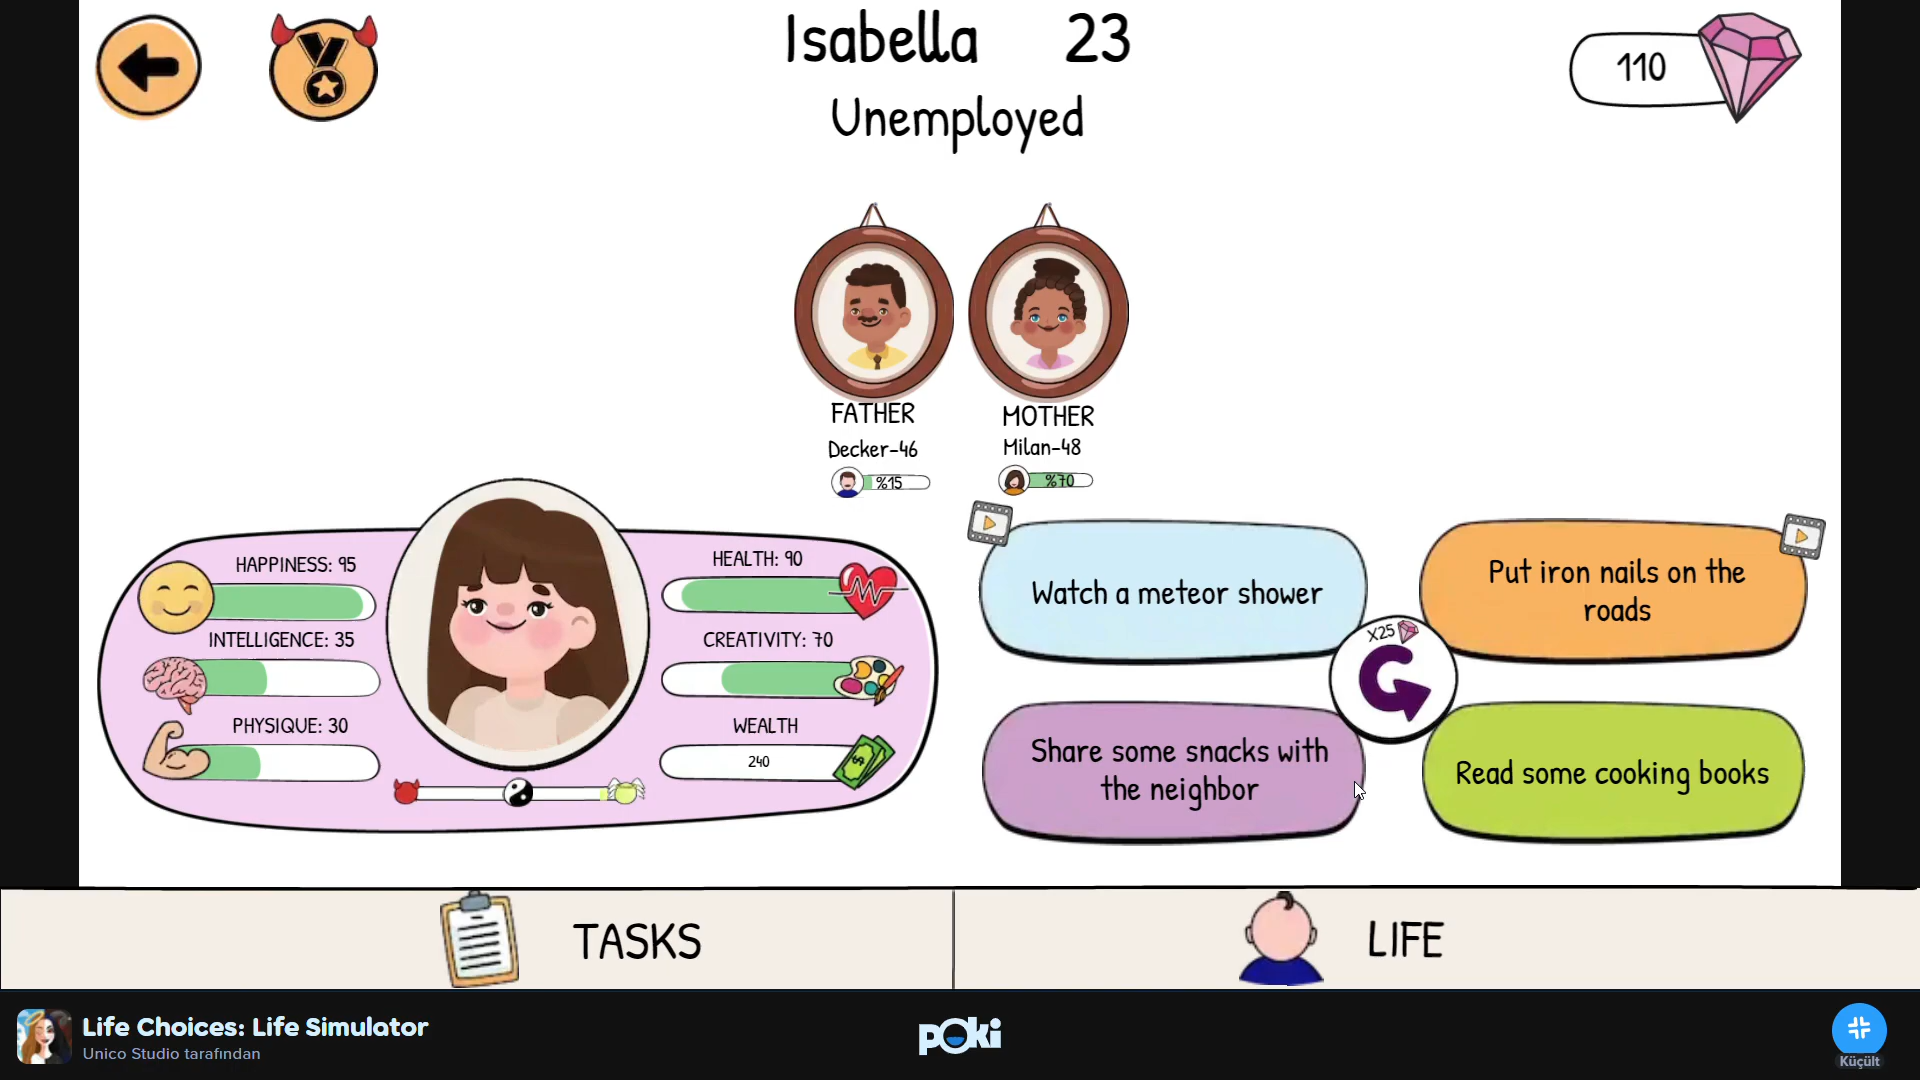 Isabella 23
110
Unemployed
FATHER
MOTHER
Decker-46
Milan-48
%15
%70
HAPPINESS: 95
HEALTH: 90
INTELLIGENCE: 35
CREATIVITY: 70
PHYSIQUE: 30
WEALTH
240
Watch a meteor shower
Put iron nails on the
roads
X25
Share some snacks with
the neighbor
Read some cooking books
TASKS
LIFE
Life Choices: Life Simulator
Unico Studio tarafından
poki
Küçült